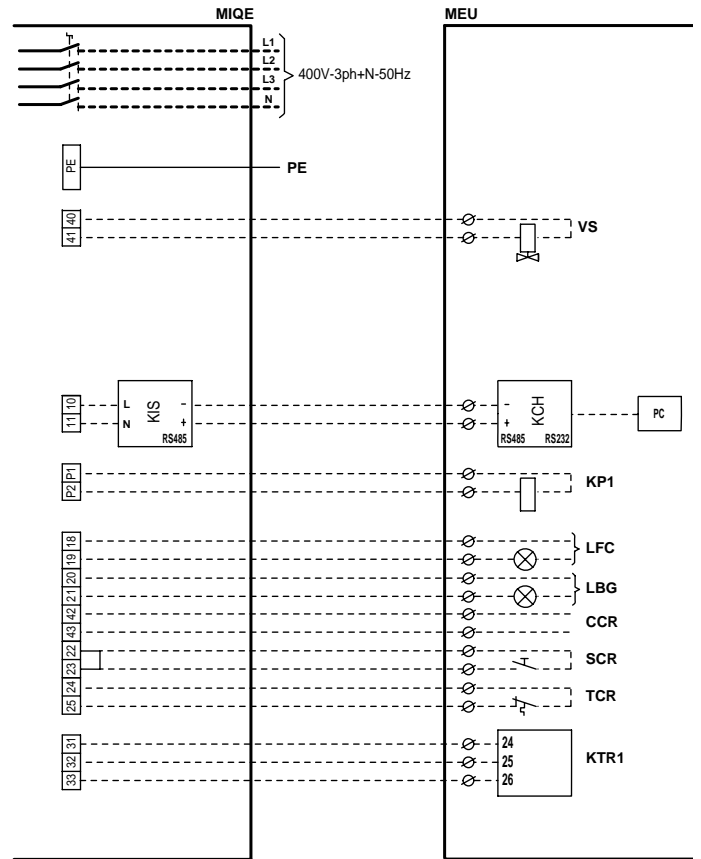 MIQE MEU
L1
L2
L3
N
400V-3ph+N-50Hz
PE PE
40
41
VS
10 L –
11 N +
KIS
RS485
–
+
KCH
RS485 RS232
PC
P1
P2
KP1
18
19
LFC
20
21
LBG
42
43
CCR
22
23
SCR
24
25
TCR
31 24
32 25 KTR1
33 26